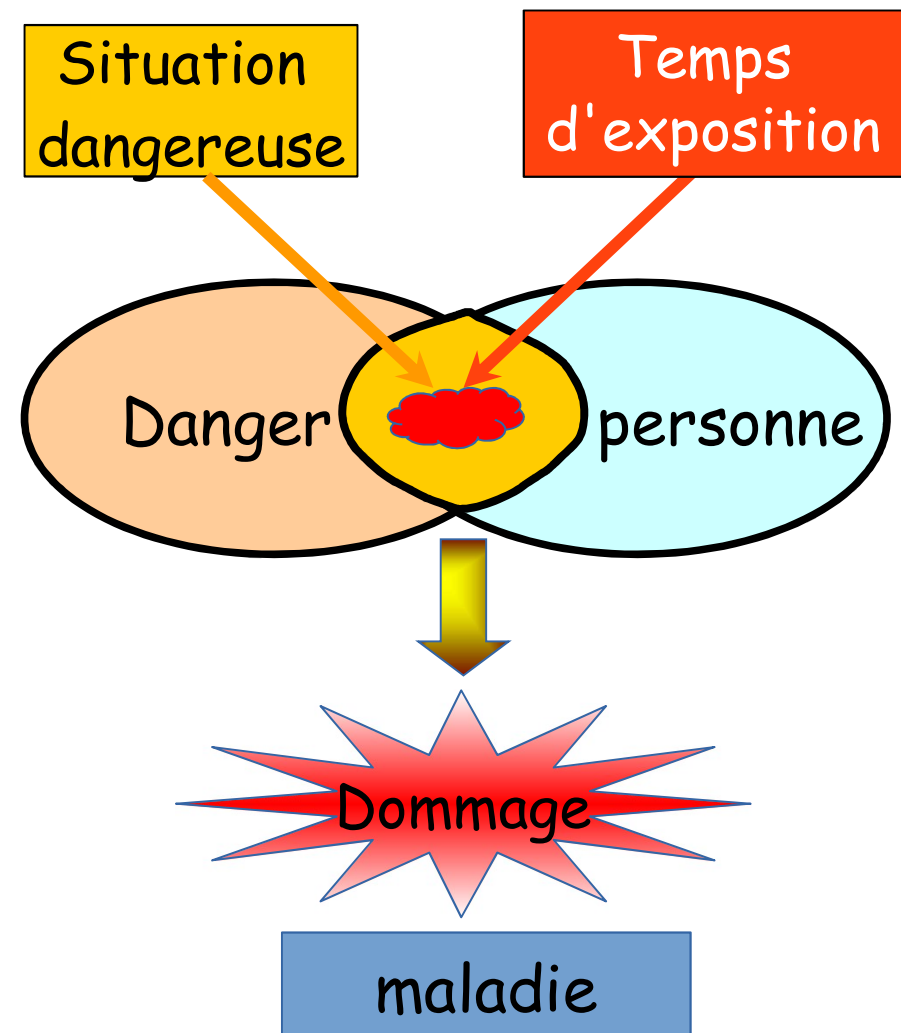 Situation
dangereuse
Temps
d'exposition
Danger
personne
Dommage
maladie